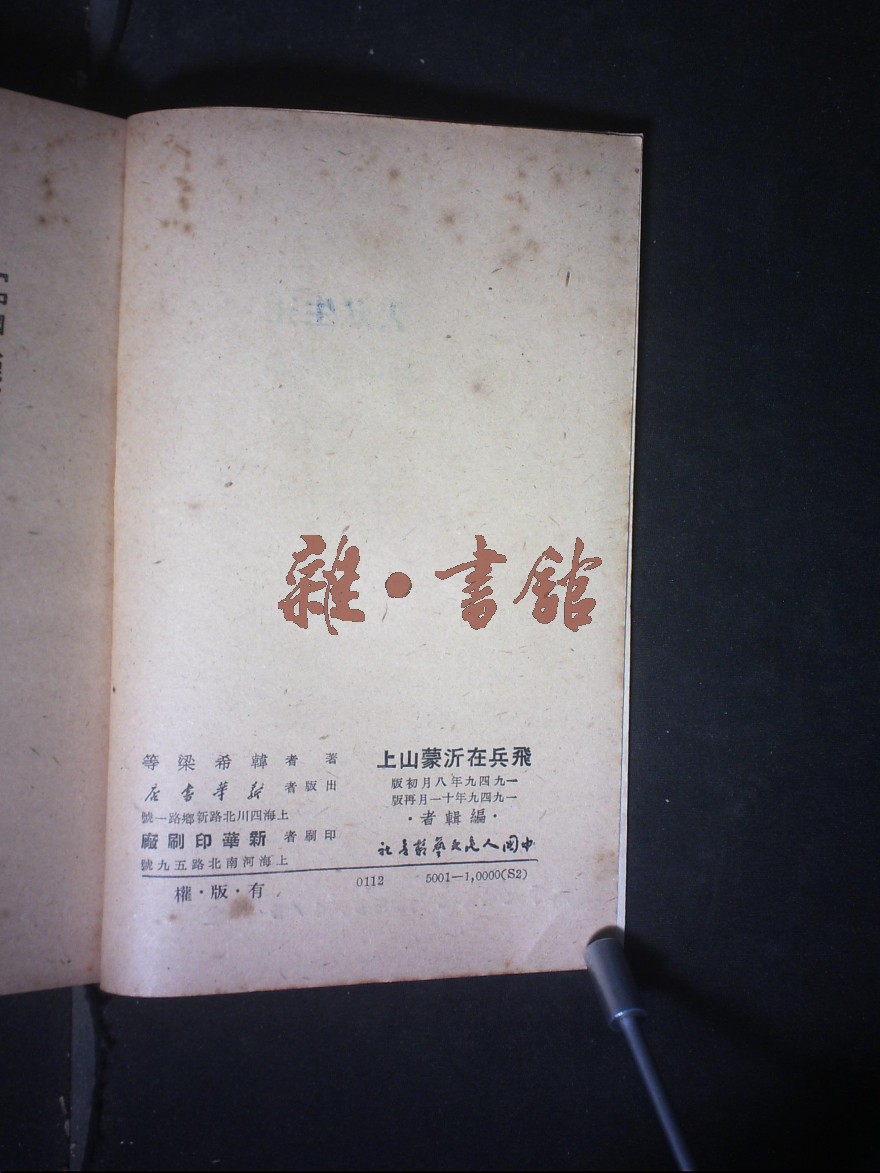 雜・書館
飛兵在沂蒙山上
一九四九年八月初版
一九四九年十一月再版
・編輯者・
中國人民文藝叢書社
著者 韓希梁等
出版者 新華書店
上海四川北路新鄉路一號
印刷者 新華印刷廠
上海河南北路五九號
0112 5001—1,0000(S2)
有・版・權